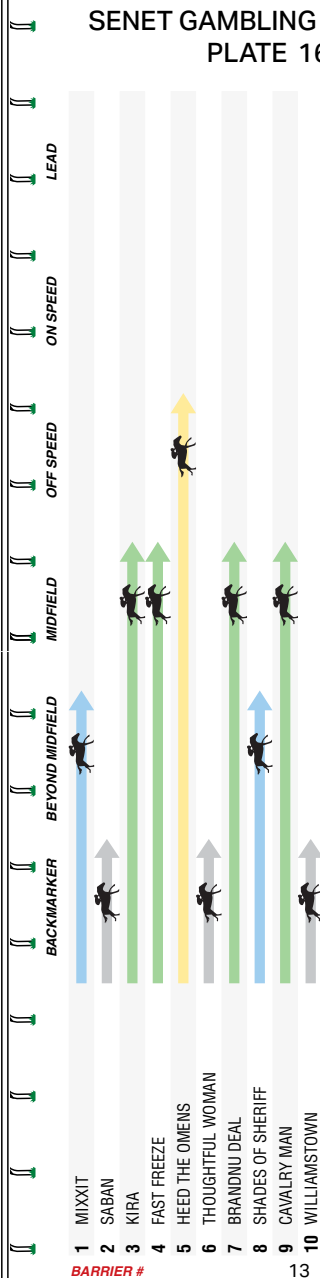 SENET GAMBLING
PLATE 16
LEAD
ON SPEED
OFF SPEED
MIDFIELD
BEYOND MIDFIELD
BACKMARKER
1 MIXXIT
2 SABAN
3 KIRA
4 FAST FREEZE
5 HEED THE OMENS
6 THOUGHTFUL WOMAN
7 BRANDNU DEAL
8 SHADES OF SHERIFF
9 CAVALRY MAN
10 WILLIAMSTOWN
BARRIER #
13